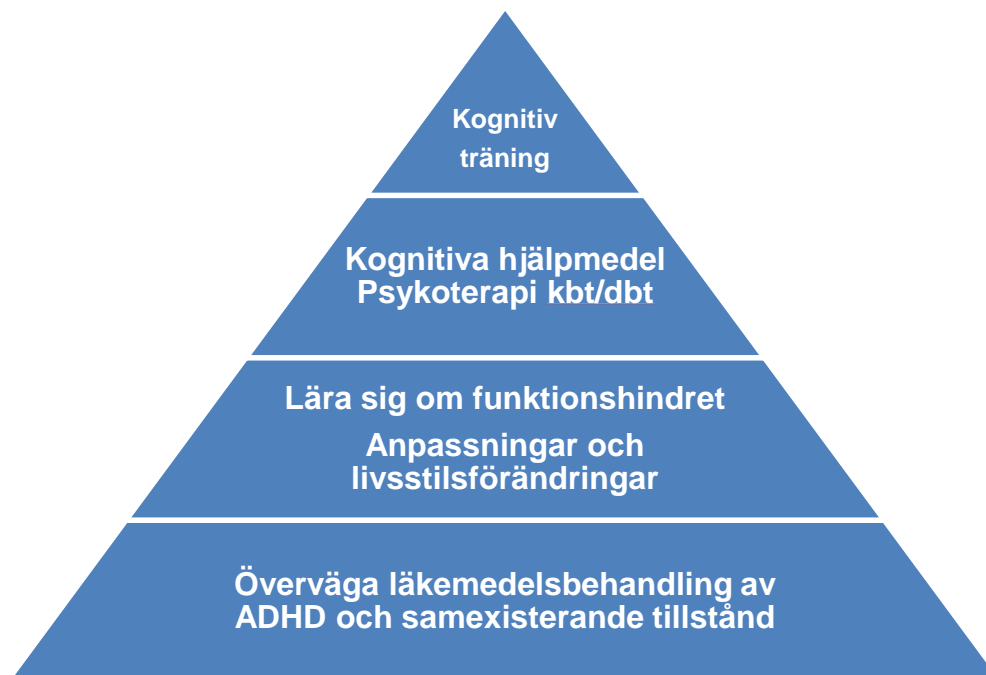 Kognitiv
träning
Kognitiva hjälpmedel
Psykoterapi kbt/dbt
Lära sig om funktionshindret
Anpassningar och
livsstilsförändringar
Överväga läkemedelsbehandling av
ADHD och samexisterande tillstånd